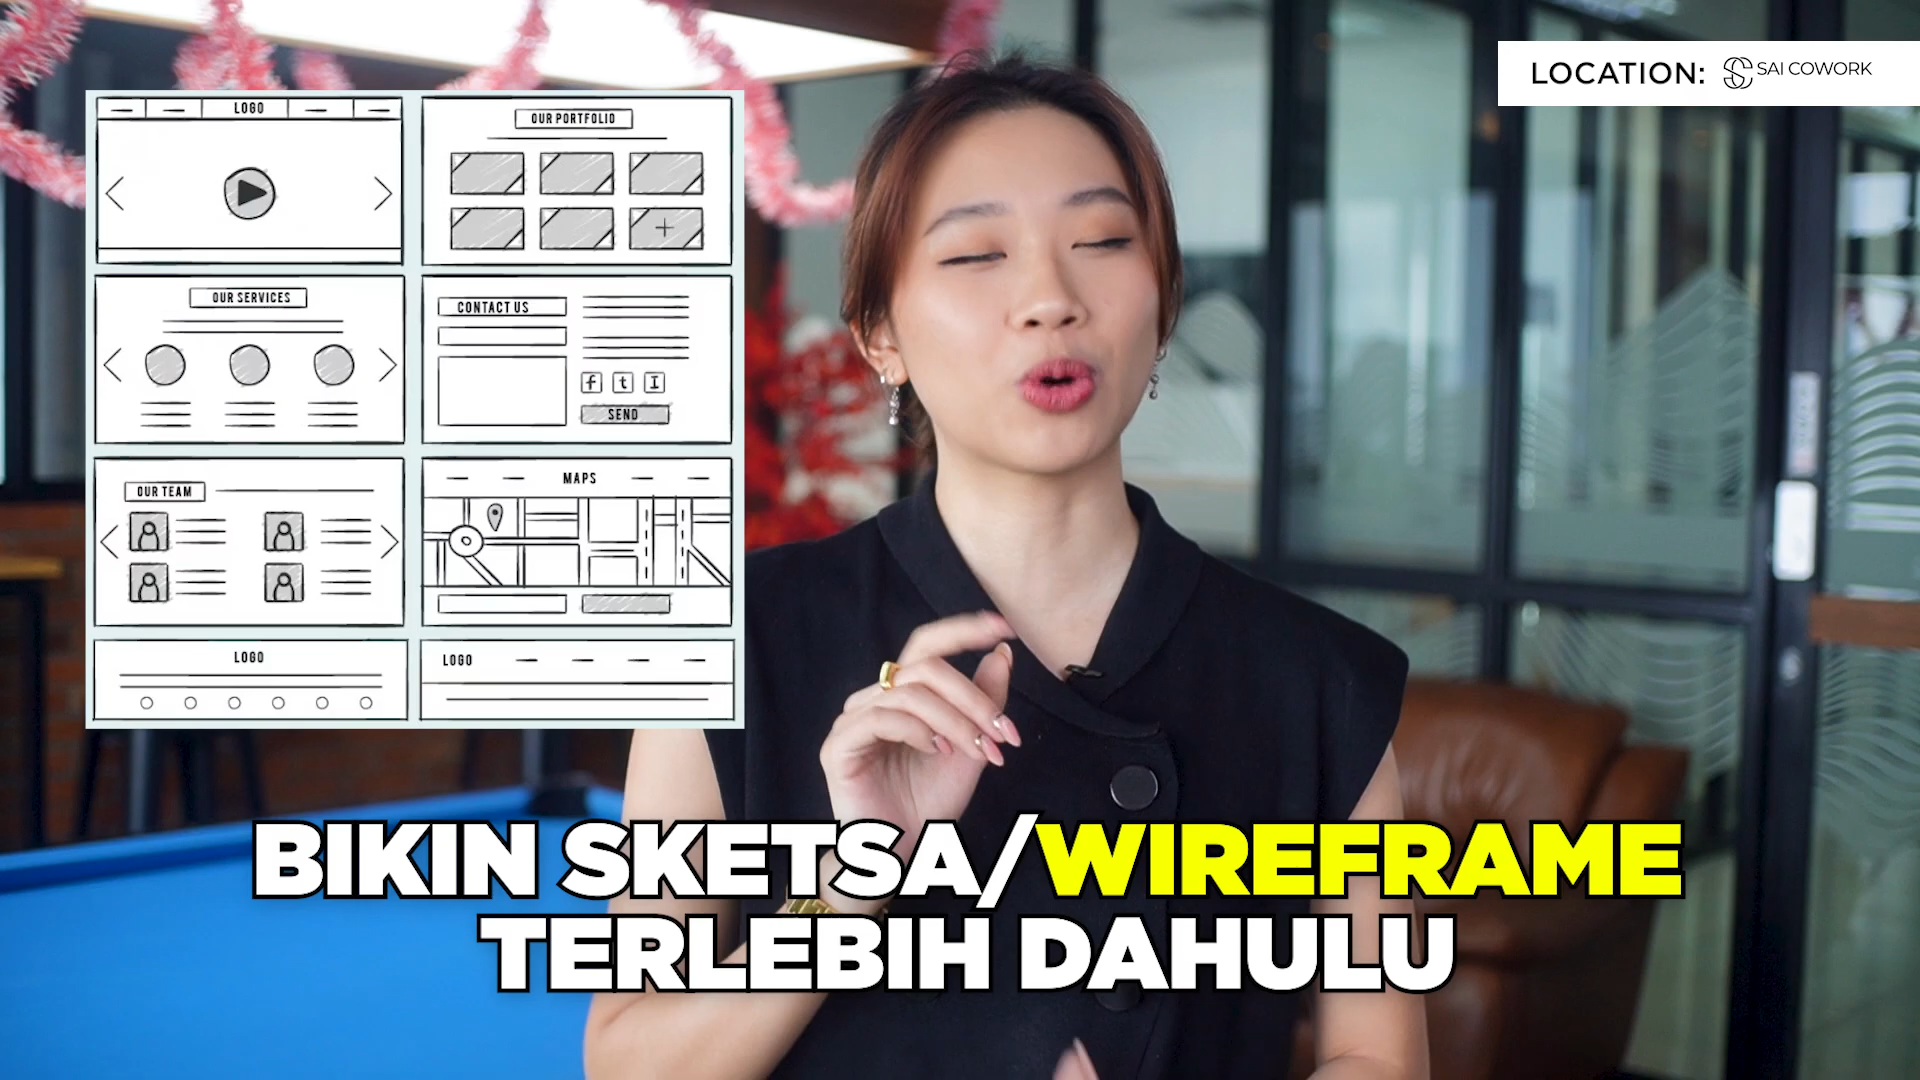 LOCATION: SAI COWORK
LOGO
OUR PORTFOLIO
OUR SERVICES
CONTACT US
f t I
SEND
OUR TEAM
MAPS
LOGO
LOGO
BIKIN SKETSA/WIREFRAME
TERLEBIH DAHULU